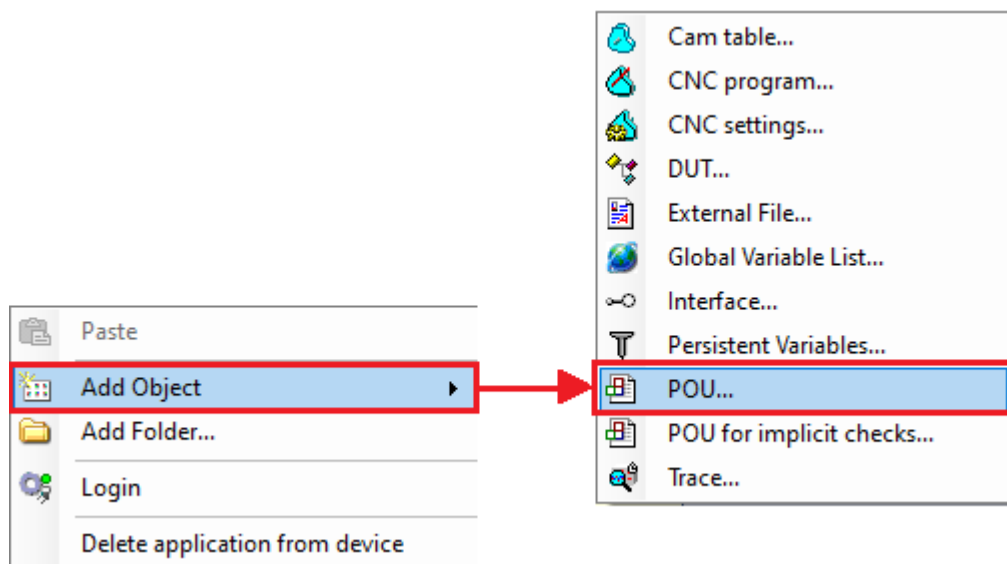 Cam table...
CNC program...
CNC settings...
DUT...
External File...
Global Variable List...
Interface...
Persistent Variables...
POU...
POU for implicit checks...
Trace...
Paste
Add Object
Add Folder...
Login
Delete application from device